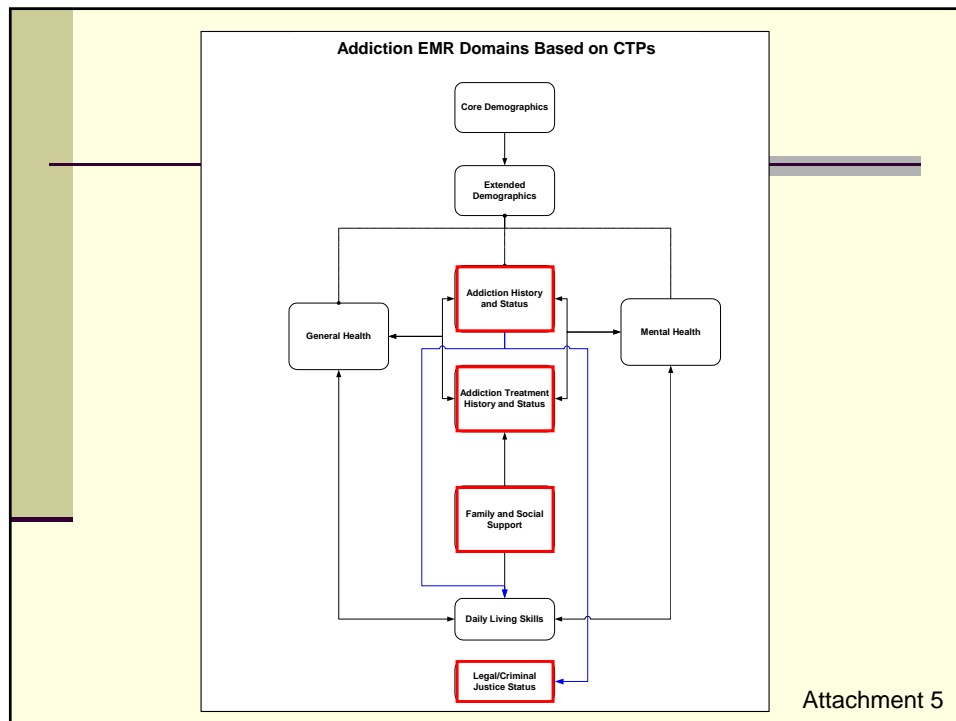 Addiction EMR Domains Based on CTPs
Core Demographics
Extended
Demographics
Addiction History
and Status
General Health
Mental Health
Addiction Treatment
History and Status
Family and Social
Support
Daily Living Skills
Legal/Criminal
Justice Status
Attachment 5